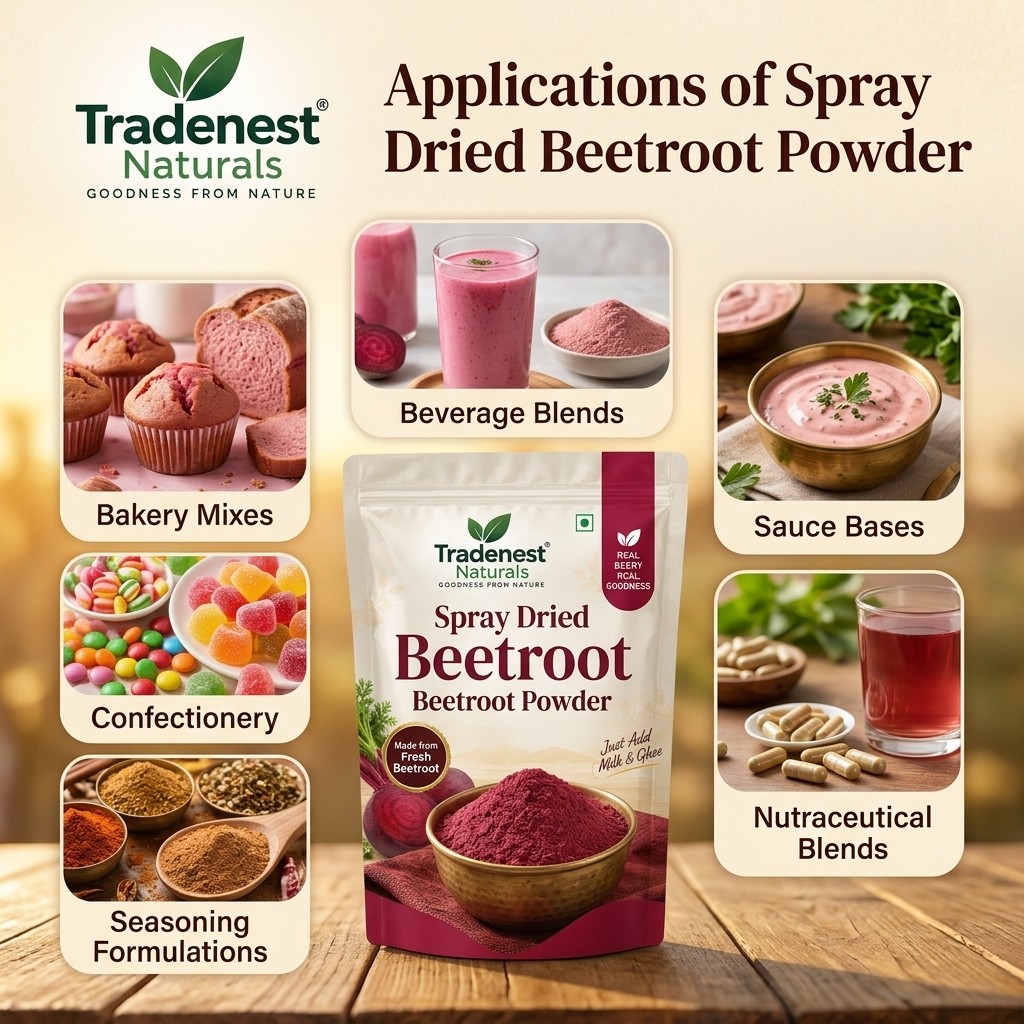 Tradenest®
Naturals
GOODNESS FROM NATURE
Applications of Spray
Dried Beetroot Powder
Beverage Blends
Bakery Mixes
Sauce Bases
Confectionery
Nutraceutical
Blends
Seasoning
Formulations
Tradenest®
Naturals
GOODNESS FRON NATURE
REAL
BEERY
RCAL
GOODNESS
Spray Dried
Beetroot
Beetroot Powder
Made from
Fresh
Beetroot
Just Add
Mdk & Ghee